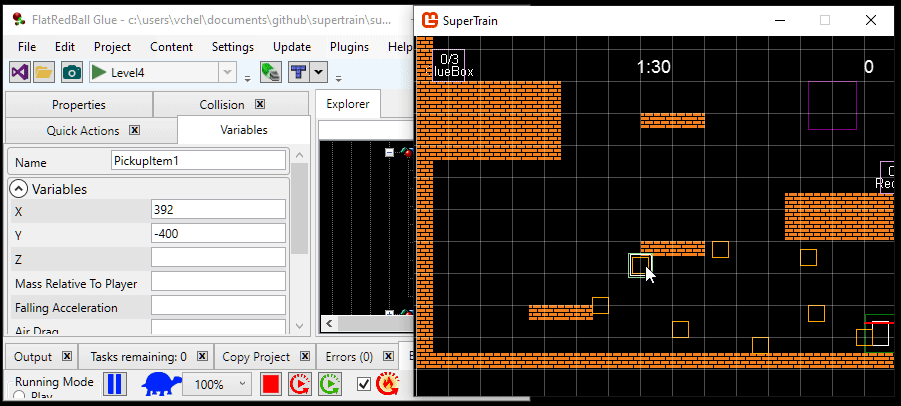 FlatRedBall Glue - c:\users\vchel\documents\github\supertrain\su...
File Edit Project Content Settings Update Plugins Help
Level4
Properties
Collision
Quick Actions
Variables
Name
PickupItem1
Variables
X
392
Y
-400
Z
Mass Relative To Player
Falling Acceleration
Air Drag
Explorer
Output
Tasks remaining: 0
Copy Project
Errors (0)
Running Mode
Play
100%
SuperTrain
0/3
lueBox
1:30
0